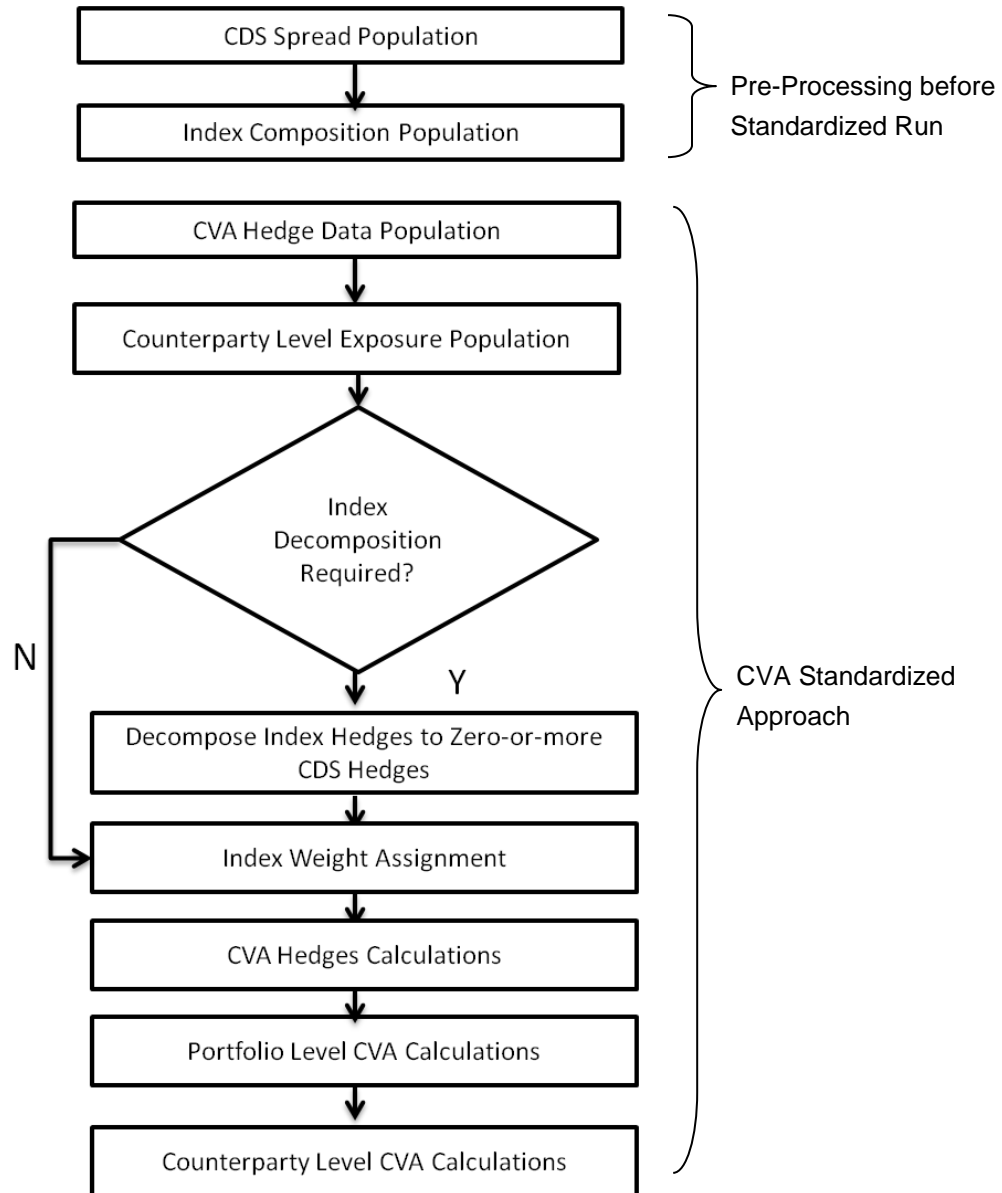 CDS Spread Population
Index Composition Population
Pre-Processing before
Standardized Run
CVA Hedge Data Population
Counterparty Level Exposure Population
Index
Decomposition
Required?
N
Y
Decompose Index Hedges to Zero-or-more
CDS Hedges
Index Weight Assignment
CVA Hedges Calculations
Portfolio Level CVA Calculations
Counterparty Level CVA Calculations
CVA Standardized
Approach